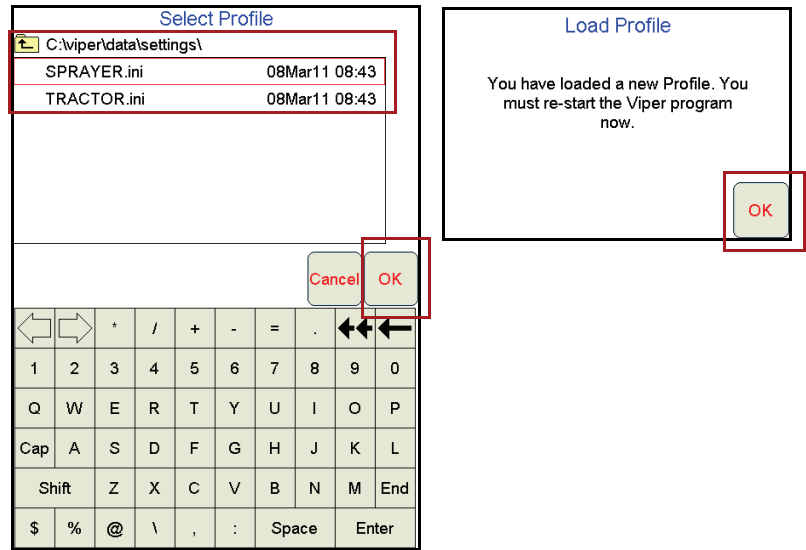 Select Profile
C:\viper\data\settings\
SPRAYER.ini 08Mar11 08:43
TRACTOR.ini 08Mar11 08:43
Cancel OK
* / + - = .
1 2 3 4 5 6 7 8 9 0
Q W E R T Y U I O P
Cap A S D F G H J K L
Shift Z X C V B N M End
$ % @ \ , : Space Enter
Load Profile
You have loaded a new Profile. You
must re-start the Viper program
now.
OK